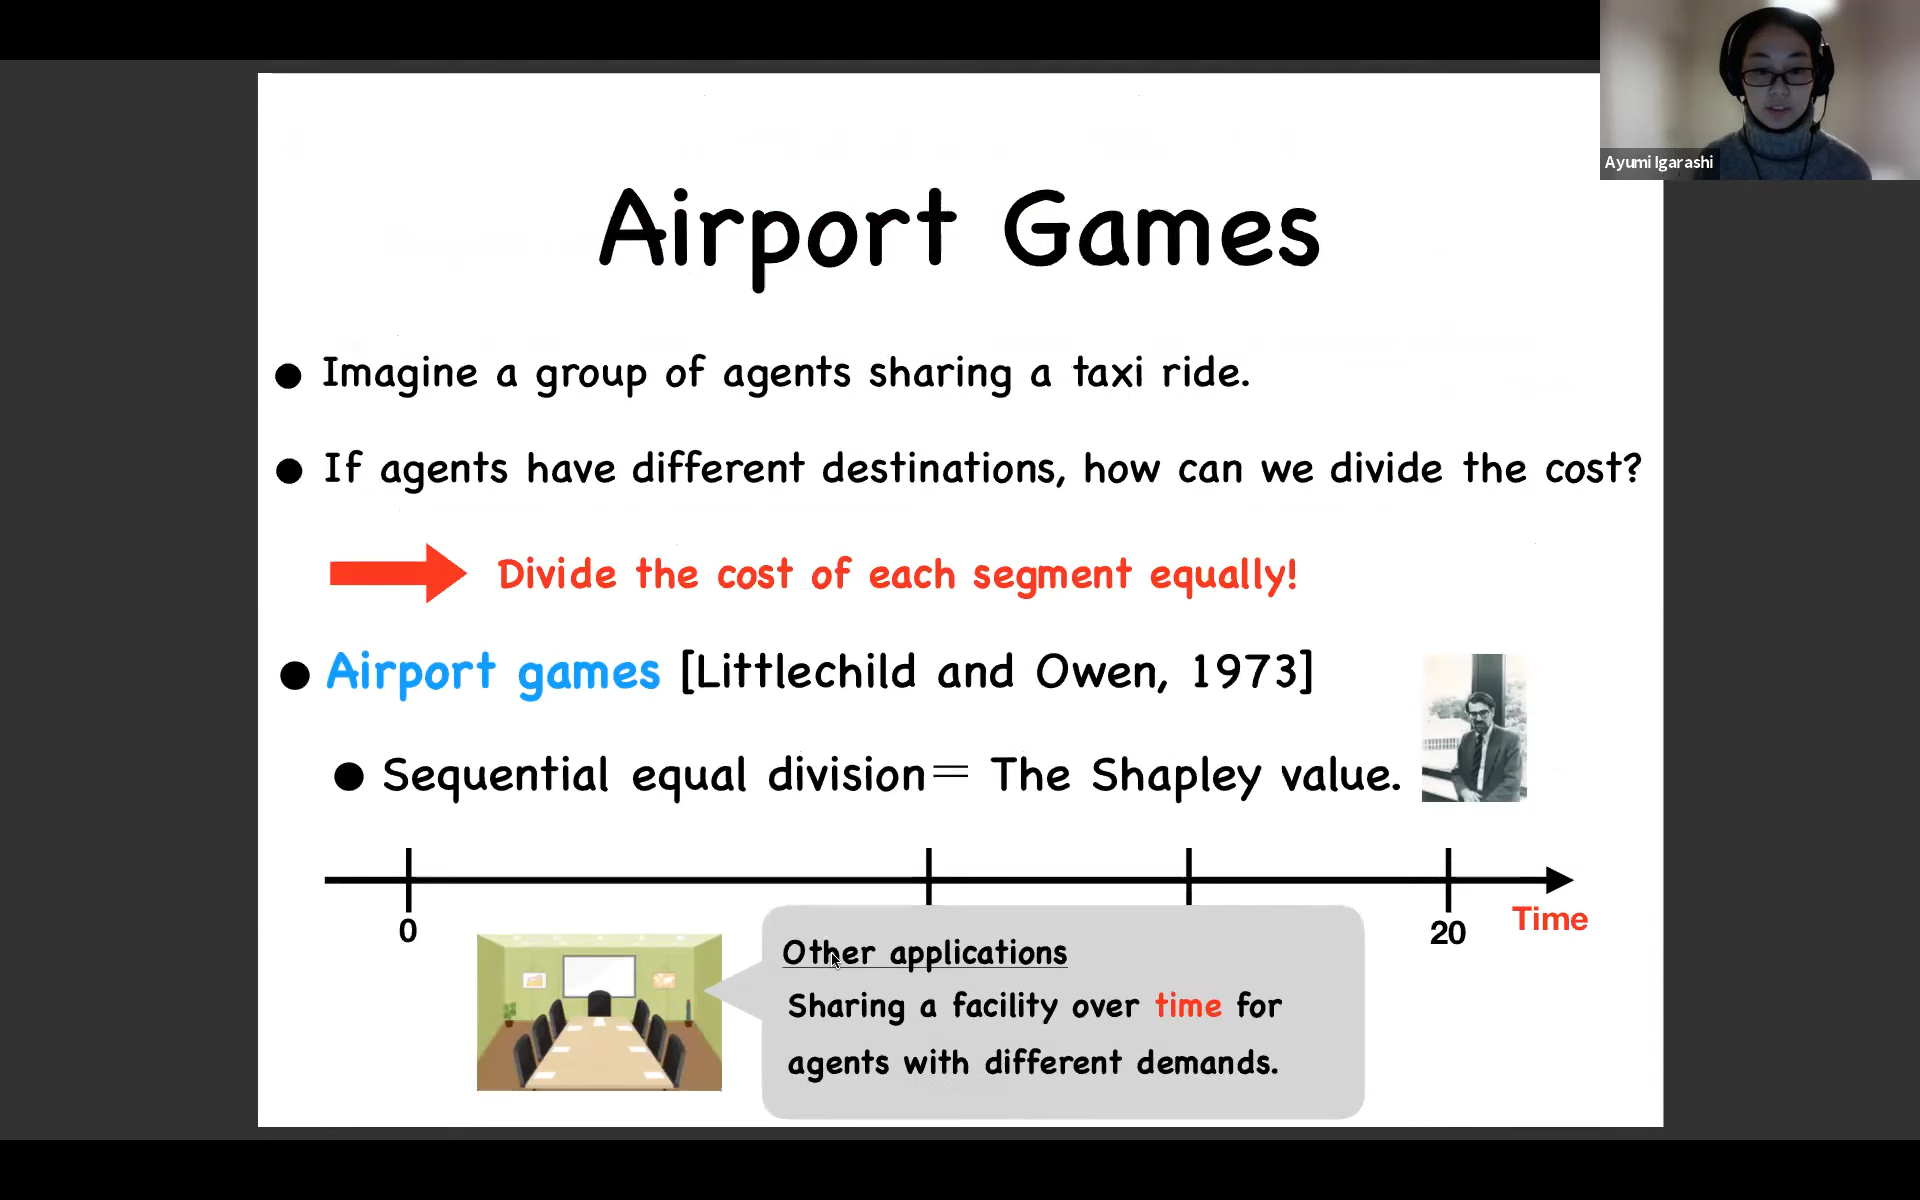 Ayumi Igarashi
Airport Games
Imagine a group of agents sharing a taxi ride.
If agents have different destinations, how can we divide the cost?
Divide the cost of each segment equally!
Airport games [Littlechild and Owen, 1973]
Sequential equal division = The Shapley value.
0
20
Time
Other applications
Sharing a facility over time for
agents with different demands.